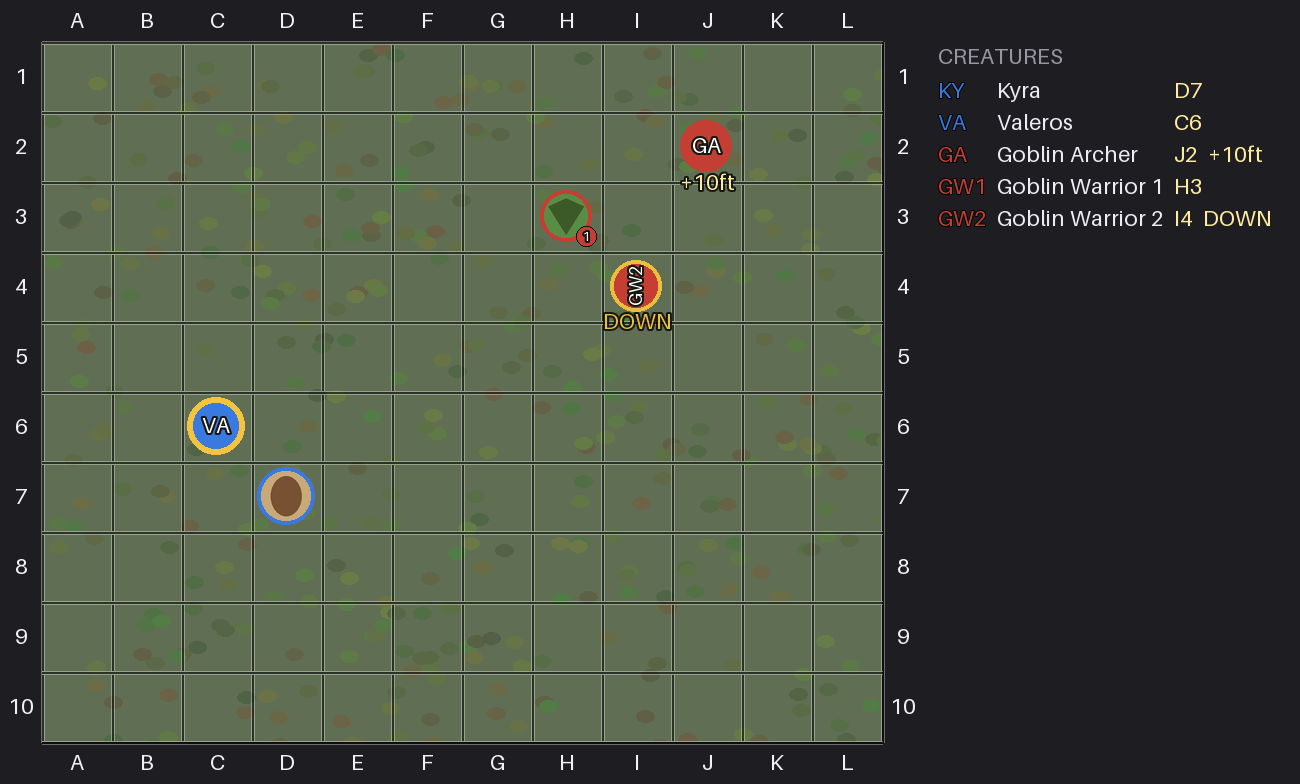 A B C D E F G H I J K L
CREATURES
1 1
KY Kyra D7
VA Valeros C6
2 GA 2
GA Goblin Archer J2 +10ft
+10ft
GW1 Goblin Warrior 1 H3
3 3
GW2 Goblin Warrior 2 I4 DOWN
1
4 GW2 4
DOWN
5 5
6 VA 6
7 7
8 8
9 9
10 10
A B C D E F G H I J K L